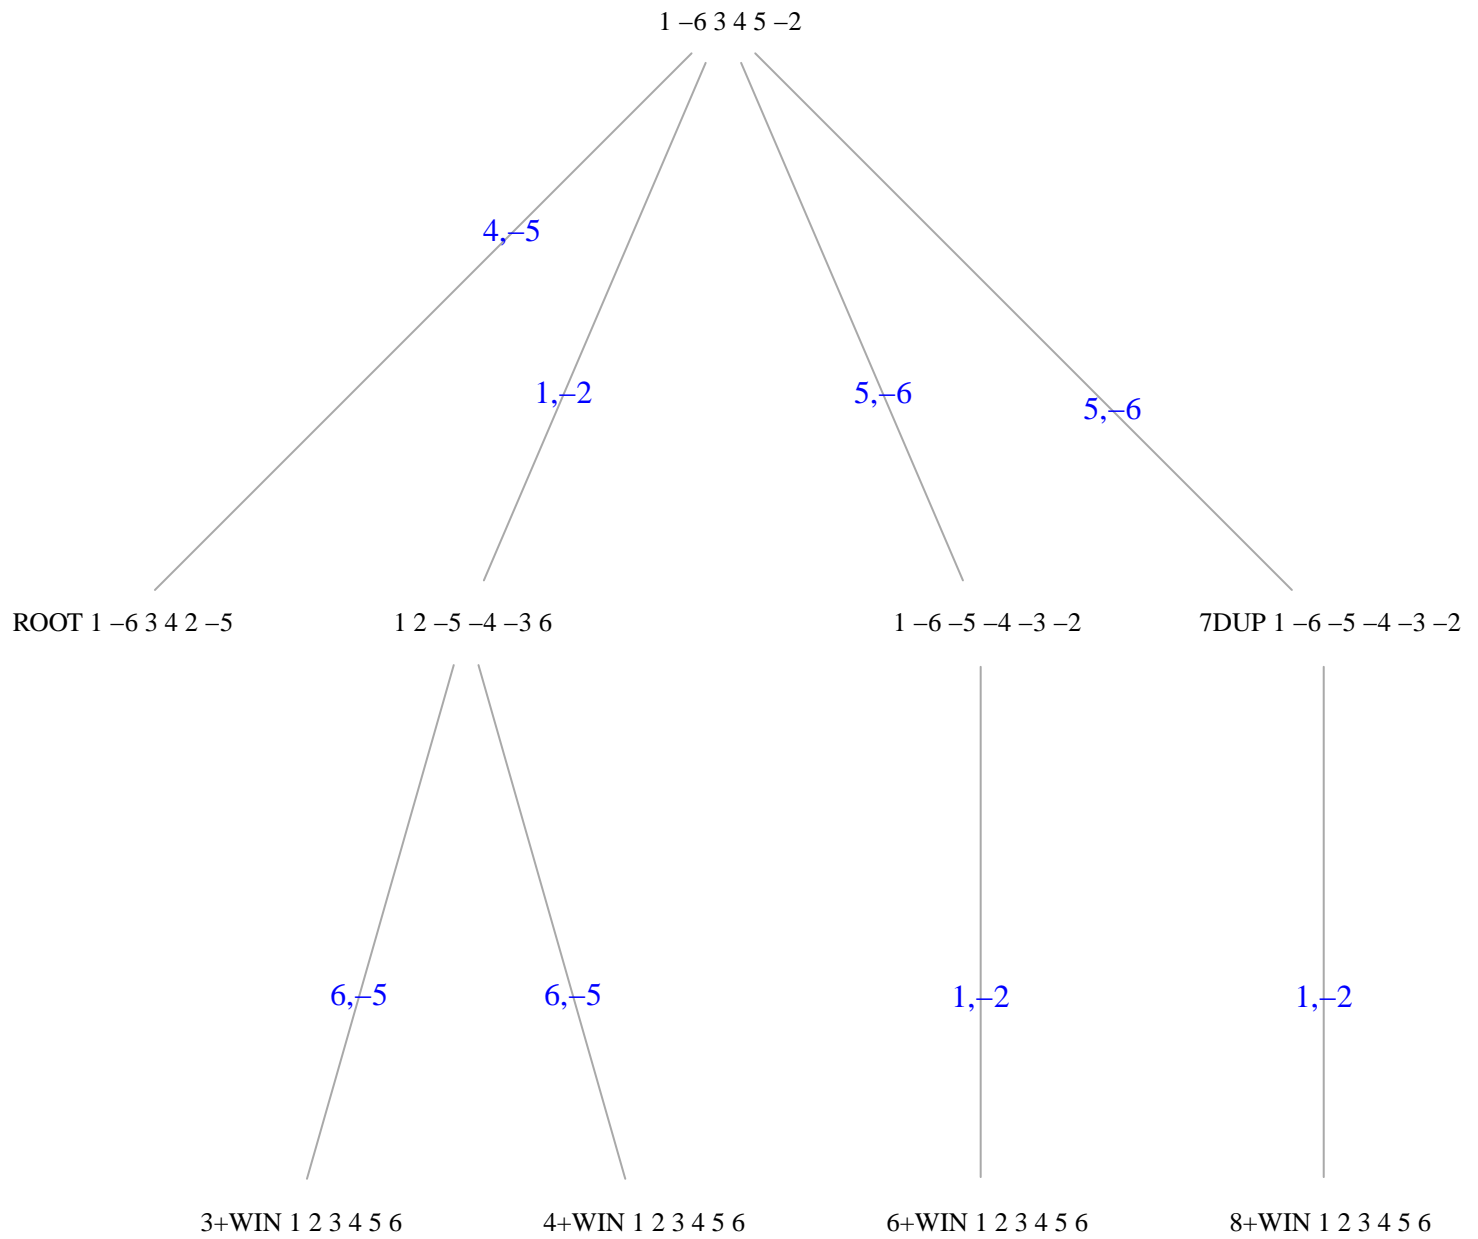 1 –6 3 4 5 –2
4,–5
1,–2
5,–6
5,–6
ROOT 1 –6 3 4 2 –5
1 2 –5 –4 –3 6
1 –6 –5 –4 –3 –2
7DUP 1 –6 –5 –4 –3 –2
6,–5
6,–5
1,–2
1,–2
3+WIN 1 2 3 4 5 6
4+WIN 1 2 3 4 5 6
6+WIN 1 2 3 4 5 6
8+WIN 1 2 3 4 5 6